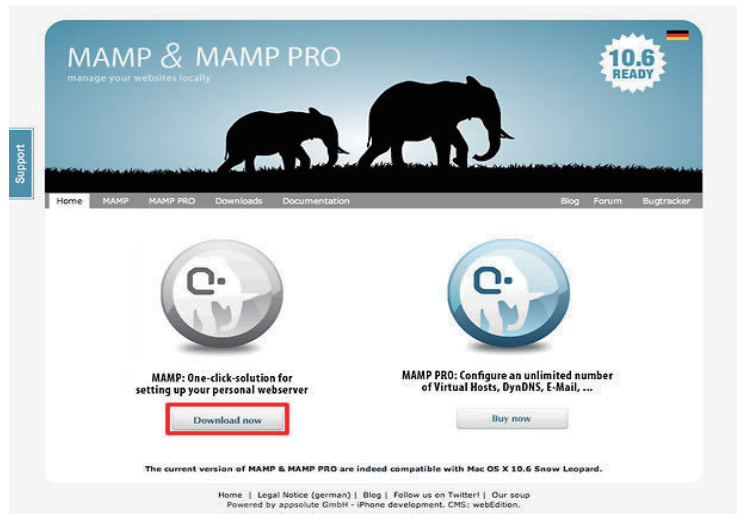 MAMP & MAMP PRO
manage your websites locally
10.6
READY
Support
Home MAMP MAMP PRO Downloads Documentation Blog Forum Bugtracker
MAMP: One-click-solution for
setting up your personal webserver
Download now
MAMP PRO: Configure an unlimited number
of Virtual Hosts, DynDNS, E-Mail, ...
Buy now
The current version of MAMP & MAMP PRO are indeed compatible with Mac OS X 10.6 Snow Leopard.
Home | Legal Notice (german) | Blog | Follow us on Twitter! | Our soup
Powered by appsolute GmbH - iPhone development. CMS: webEdition.